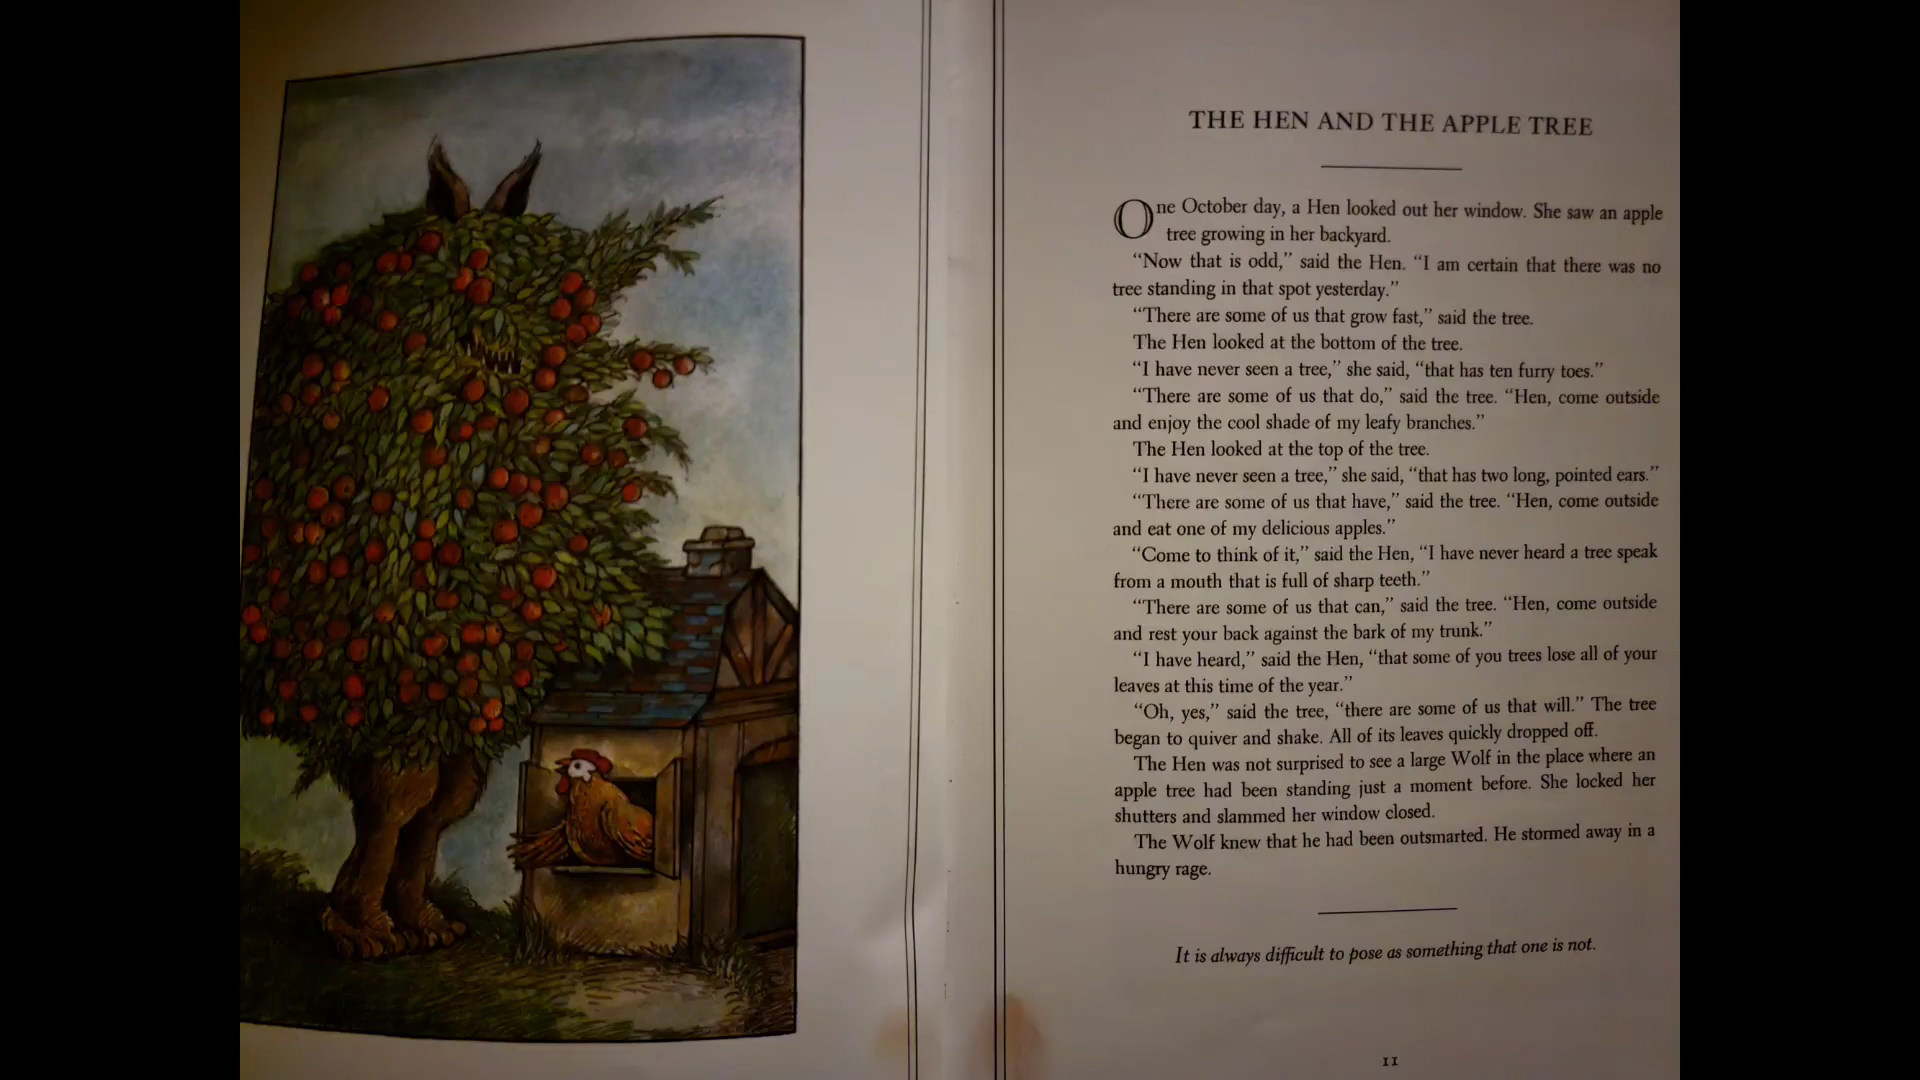 THE HEN AND THE APPLE TREE
One October day, a Hen looked out her window. She saw an apple
tree growing in her backyard.
“Now that is odd,” said the Hen. “I am certain that there was no
tree standing in that spot yesterday.”
“There are some of us that grow fast,” said the tree.
The Hen looked at the bottom of the tree.
“I have never seen a tree,” she said, “that has ten furry toes.”
“There are some of us that do,” said the tree. “Hen, come outside
and enjoy the cool shade of my leafy branches.”
The Hen looked at the top of the tree.
“I have never seen a tree,” she said, “that has two long, pointed ears.”
“There are some of us that have,” said the tree. “Hen, come outside
and eat one of my delicious apples.”
“Come to think of it,” said the Hen, “I have never heard a tree speak
from a mouth that is full of sharp teeth.”
“There are some of us that can,” said the tree. “Hen, come outside
and rest your back against the bark of my trunk.”
“I have heard,” said the Hen, “that some of you trees lose all of your
leaves at this time of the year.”
“Oh, yes,” said the tree, “there are some of us that will.” The tree
began to quiver and shake. All of its leaves quickly dropped off.
The Hen was not surprised to see a large Wolf in the place where an
apple tree had been standing just a moment before. She locked her
shutters and slammed her window closed.
The Wolf knew that he had been outsmarted. He stormed away in a
hungry rage.
It is always difficult to pose as something that one is not.
11